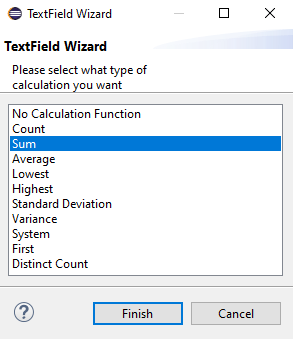 TextField Wizard
TextField Wizard
Please select what type of
calculation you want
No Calculation Function
Count
Sum
Average
Lowest
Highest
Standard Deviation
Variance
System
First
Distinct Count
?
Finish
Cancel